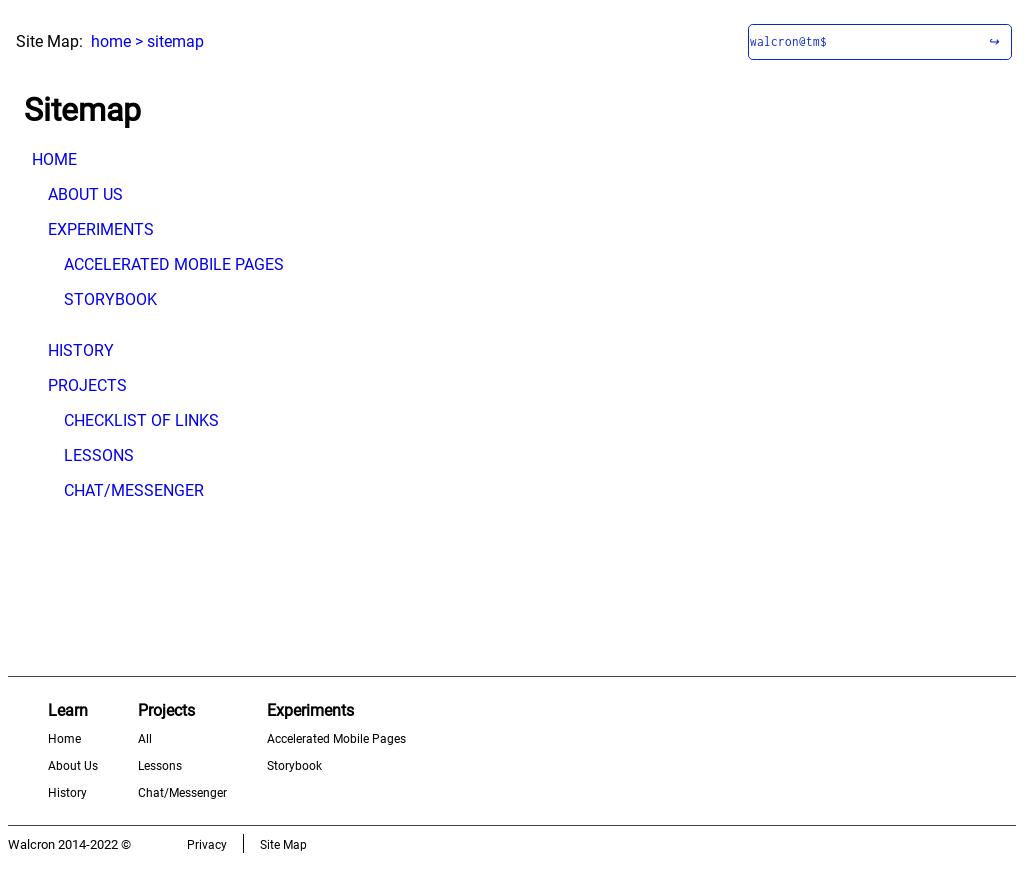 Site Map: home > sitemap
walcron@tm$ ↪
Sitemap
HOME
ABOUT US
EXPERIMENTS
ACCELERATED MOBILE PAGES
STORYBOOK
HISTORY
PROJECTS
CHECKLIST OF LINKS
LESSONS
CHAT/MESSENGER
Learn
Home
About Us
History
Projects
All
Lessons
Chat/Messenger
Experiments
Accelerated Mobile Pages
Storybook
Walcron 2014-2022 ©
Privacy
Site Map